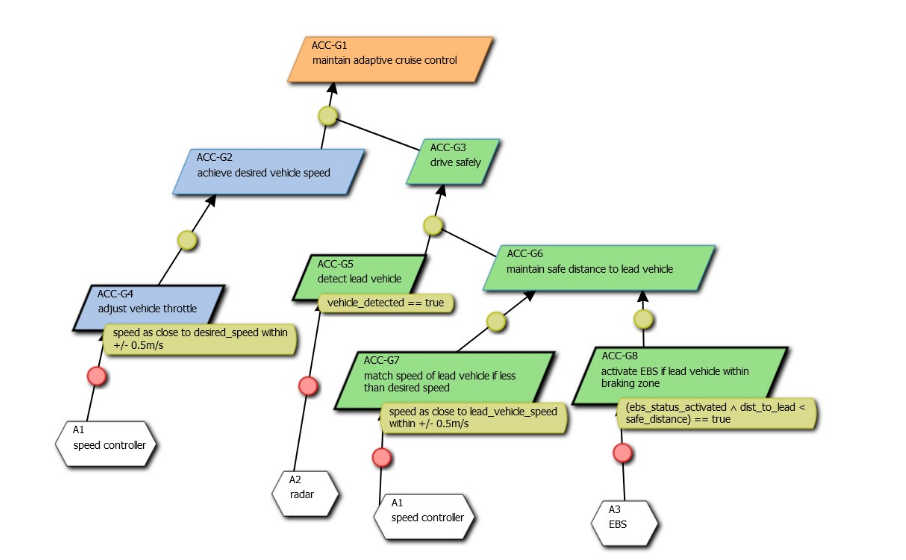 ACC-G1
maintain adaptive cruise control
ACC-G2
achieve desired vehicle speed
ACC-G3
drive safely
ACC-G4
adjust vehicle throttle
speed as close to desired_speed within
+/- 0.5m/s
ACC-G5
detect lead vehicle
vehicle_detected == true
ACC-G6
maintain safe distance to lead vehicle
ACC-G7
match speed of lead vehicle if less
than desired speed
speed as close to lead_vehicle_speed
within +/- 0.5m/s
ACC-G8
activate EBS if lead vehicle within
braking zone
(ebs_status_activated ∧ dist_to_lead <
safe_distance) == true
A1
speed controller
A2
radar
A1
speed controller
A3
EBS